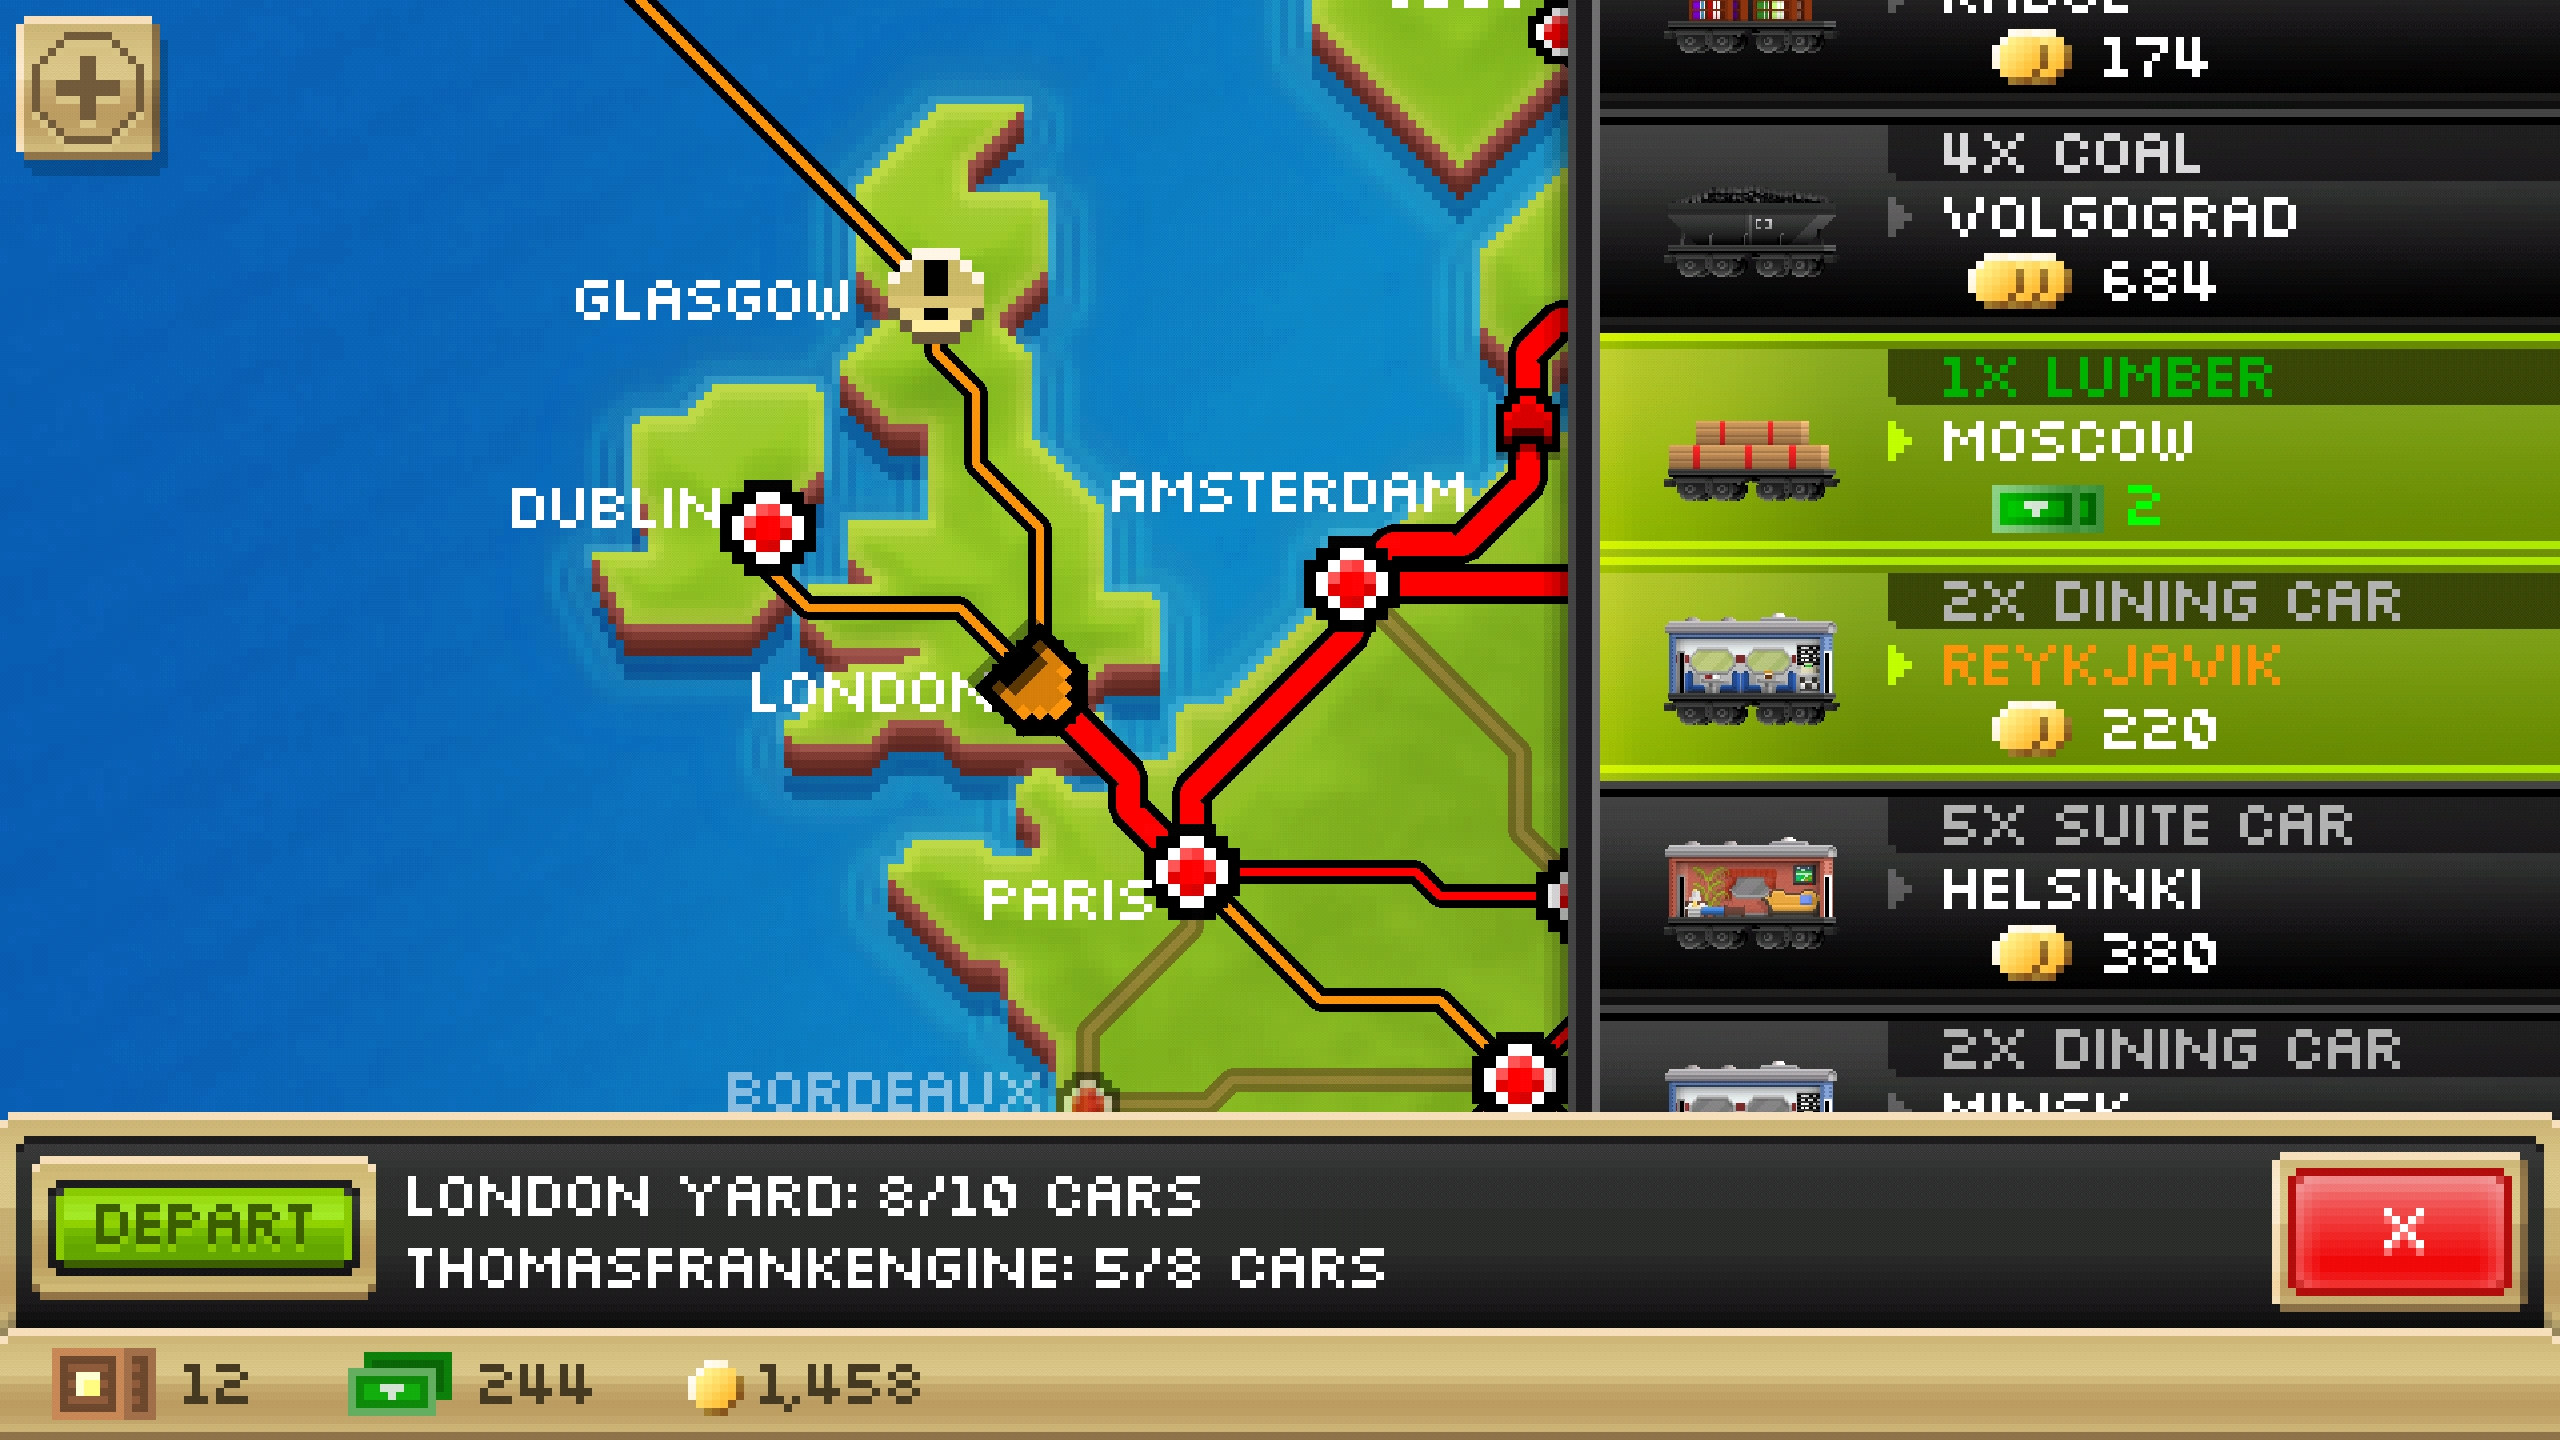 174
4X COAL
VOLGOGRAD
684
1X LUMBER
MOSCOW
2
2X DINING CAR
REYKJAVIK
220
5X SUITE CAR
HELSINKI
380
2X DINING CAR
MINSK
GLASGOW
DUBLIN
AMSTERDAM
LONDON
PARIS
BORDEAUX
DEPART
LONDON YARD: 8/10 CARS
THOMASFRANKENGINE: 5/8 CARS
X
12
244
1,458